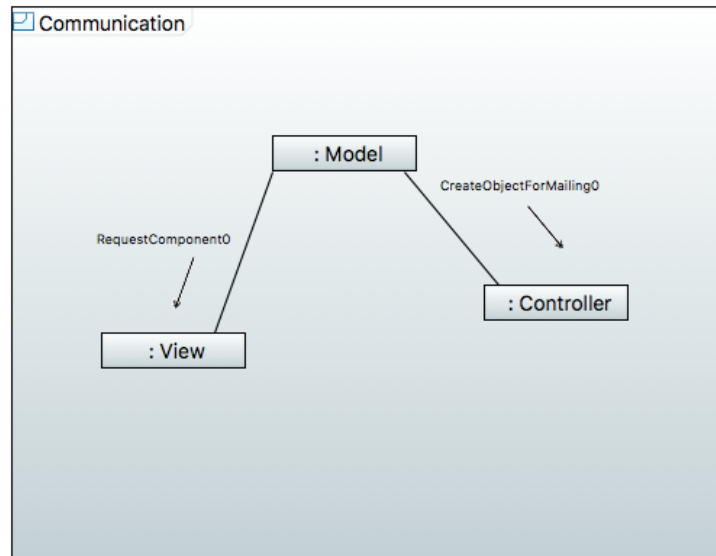 Communication
: Model
CreateObjectForMailing0
RequestComponent0
: Controller
: View